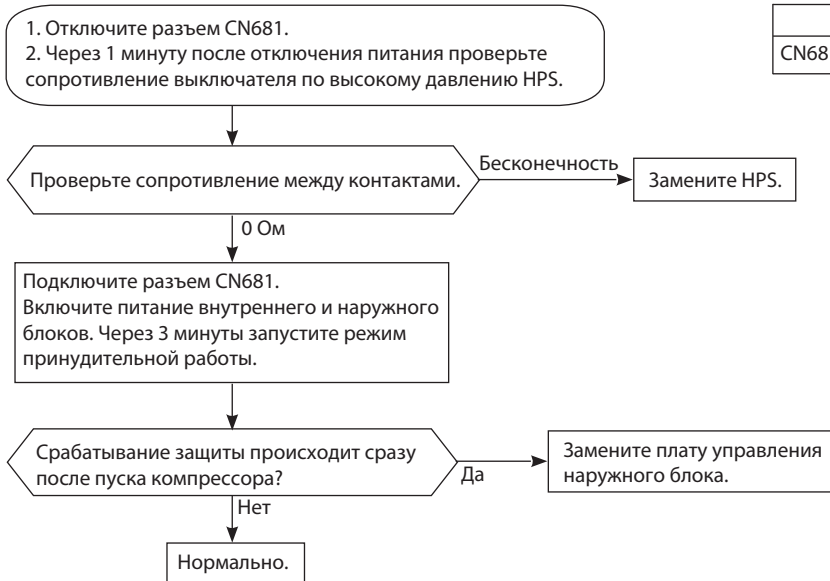 1. Отключите разъем CN681.
2. Через 1 минуту после отключения питания проверьте
сопротивление выключателя по высокому давлению HPS.
CN68
Проверьте сопротивление между контактами.
Бесконечность
Замените HPS.
0 Ом
Подключите разъем CN681.
Включите питание внутреннего и наружного
блоков. Через 3 минуты запустите режим
принудительной работы.
Срабатывание защиты происходит сразу
после пуска компрессора?
Да
Замените плату управления
наружного блока.
Нет
Нормально.